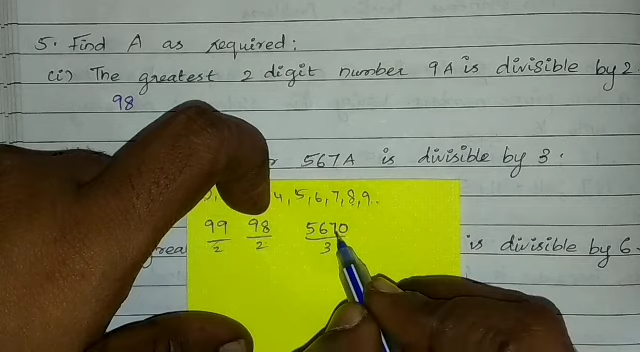 5. Find A as required:
(i) The greatest 2 digit number 9A is divisible by 2
98
567A is divisible by 3.
4, 5, 6, 7, 8, 9.
99/2 98/2 5670/3
is divisible by 6.